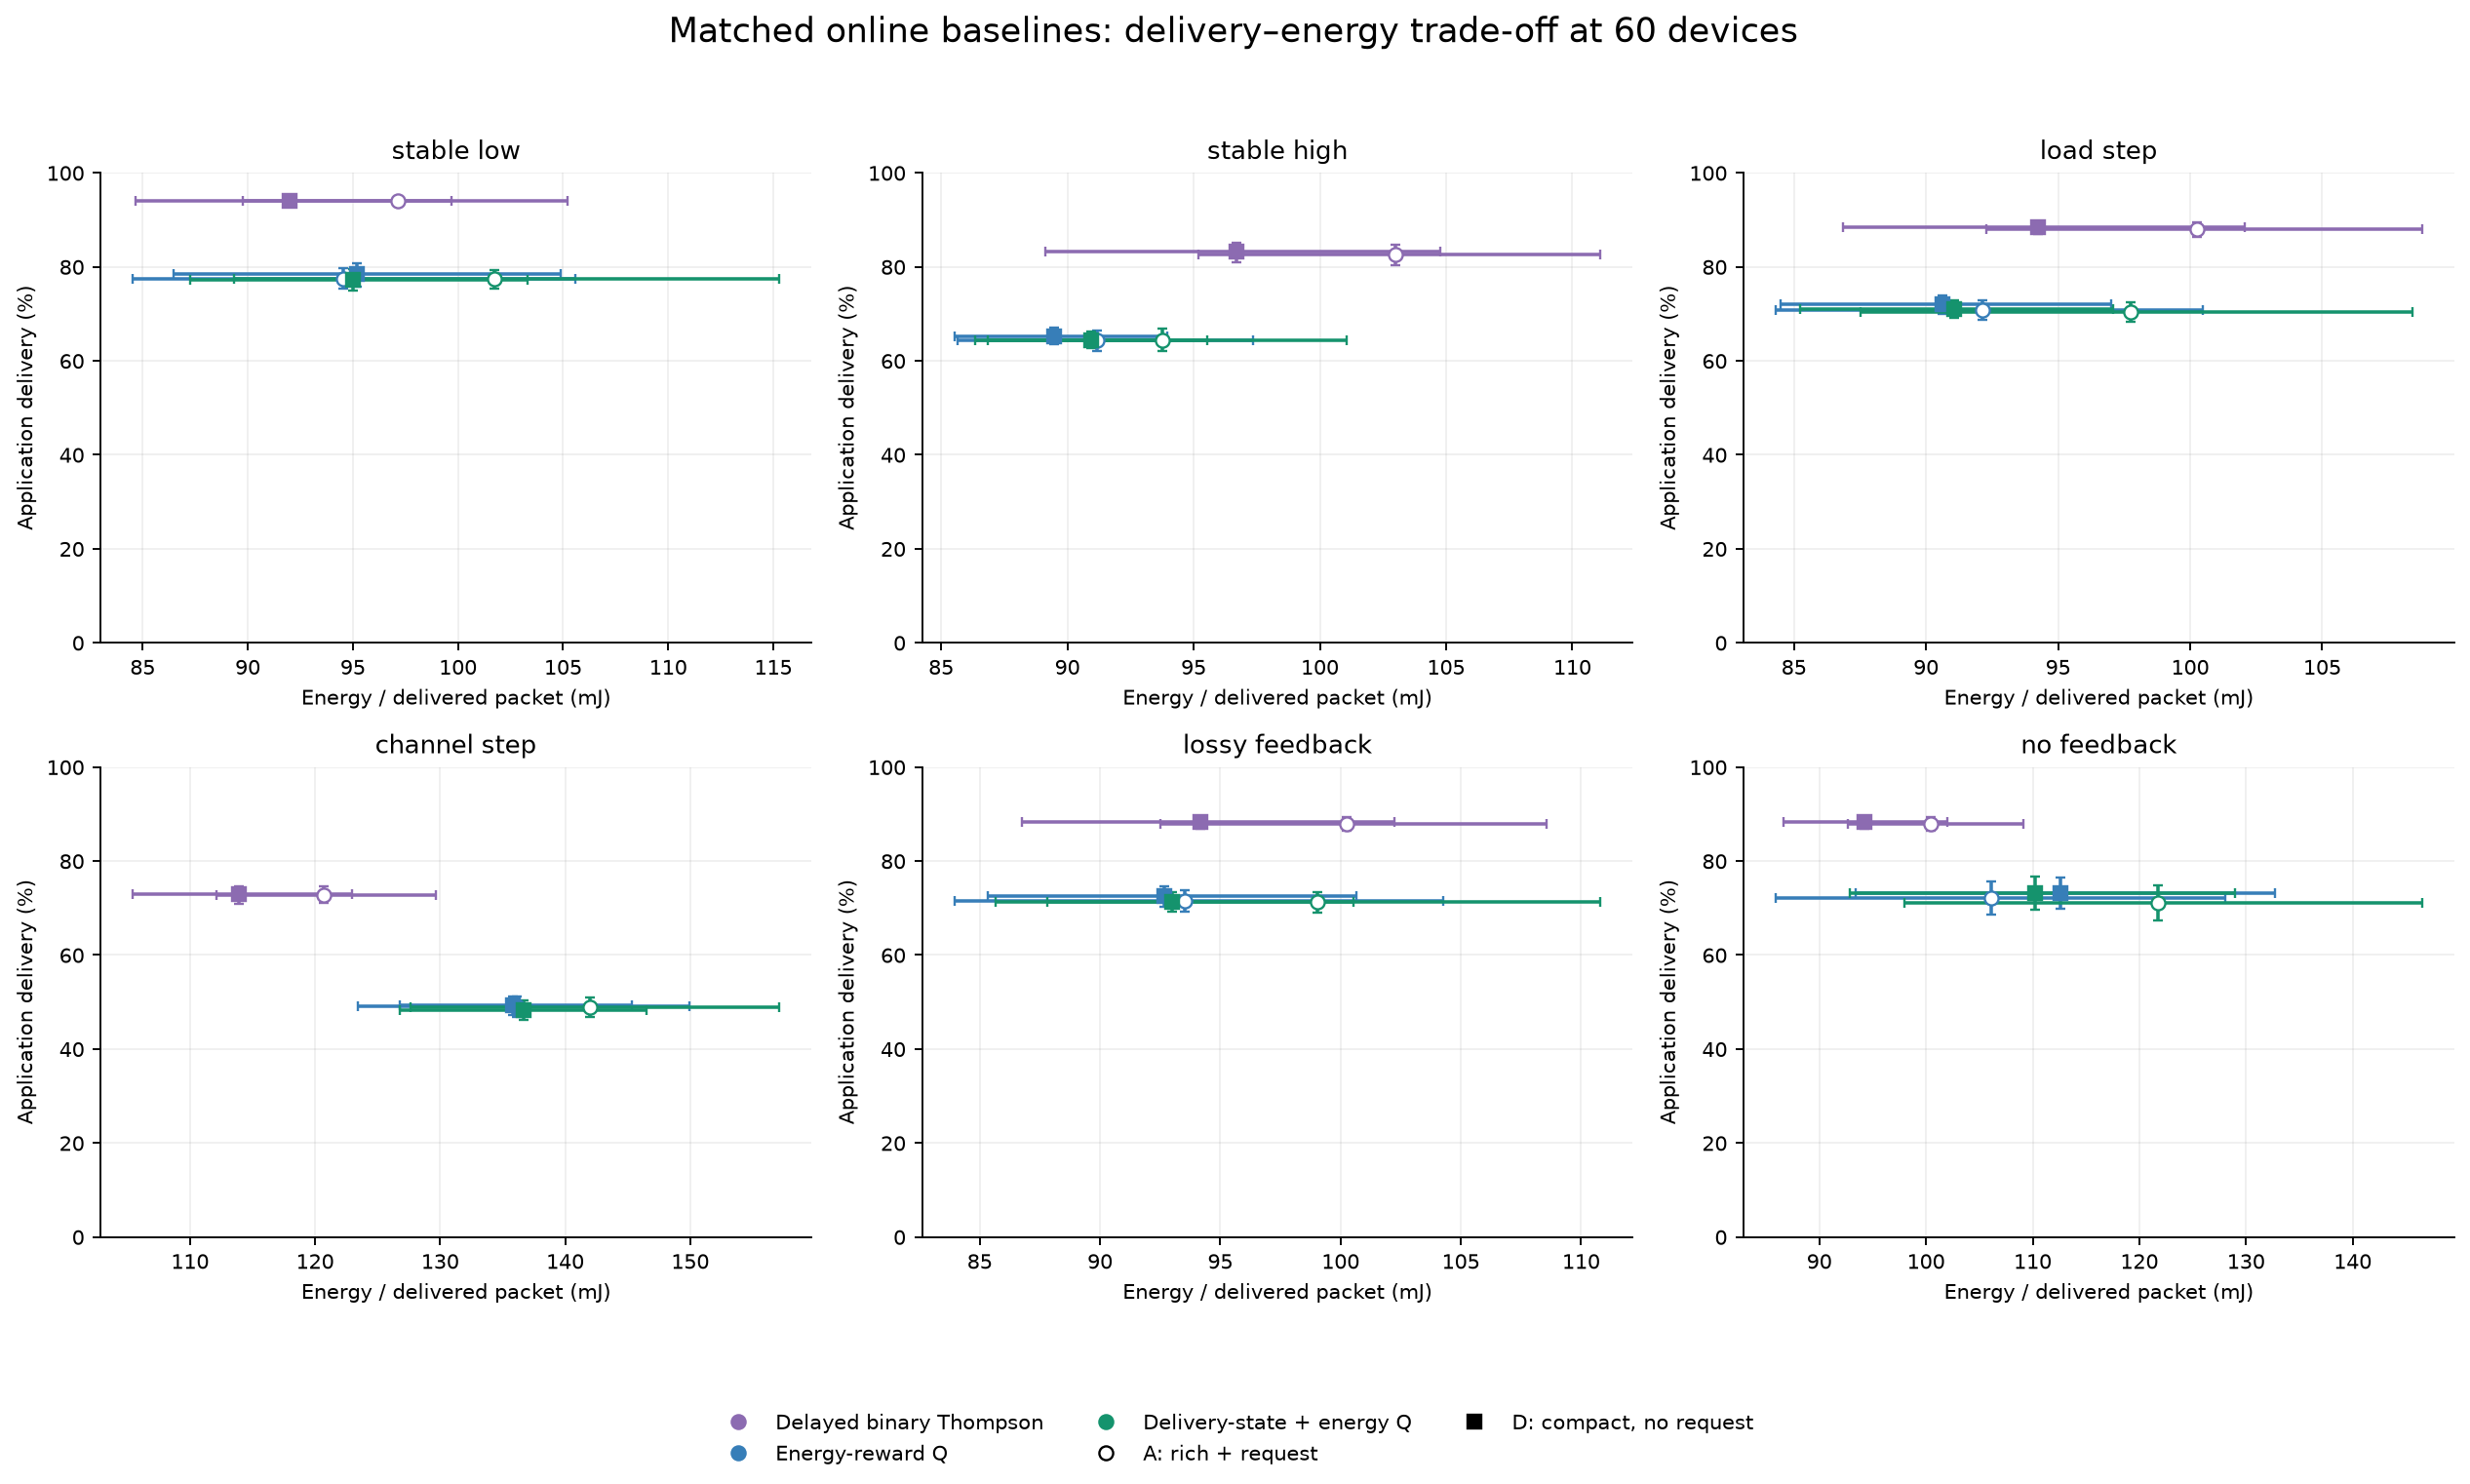 Matched online baselines: delivery–energy trade-off at 60 devices
stable low
100
80
60
40
20
0
Application delivery (%)
85 90 95 100 105 110 115
Energy / delivered packet (mJ)
stable high
100
80
60
40
20
0
Application delivery (%)
85 90 95 100 105 110
Energy / delivered packet (mJ)
load step
100
80
60
40
20
0
Application delivery (%)
85 90 95 100 105
Energy / delivered packet (mJ)
channel step
100
80
60
40
20
0
Application delivery (%)
110 120 130 140 150
Energy / delivered packet (mJ)
lossy feedback
100
80
60
40
20
0
Application delivery (%)
85 90 95 100 105 110
Energy / delivered packet (mJ)
no feedback
100
80
60
40
20
0
Application delivery (%)
90 100 110 120 130 140
Energy / delivered packet (mJ)
Delayed binary Thompson
Energy-reward Q
Delivery-state + energy Q
A: rich + request
D: compact, no request